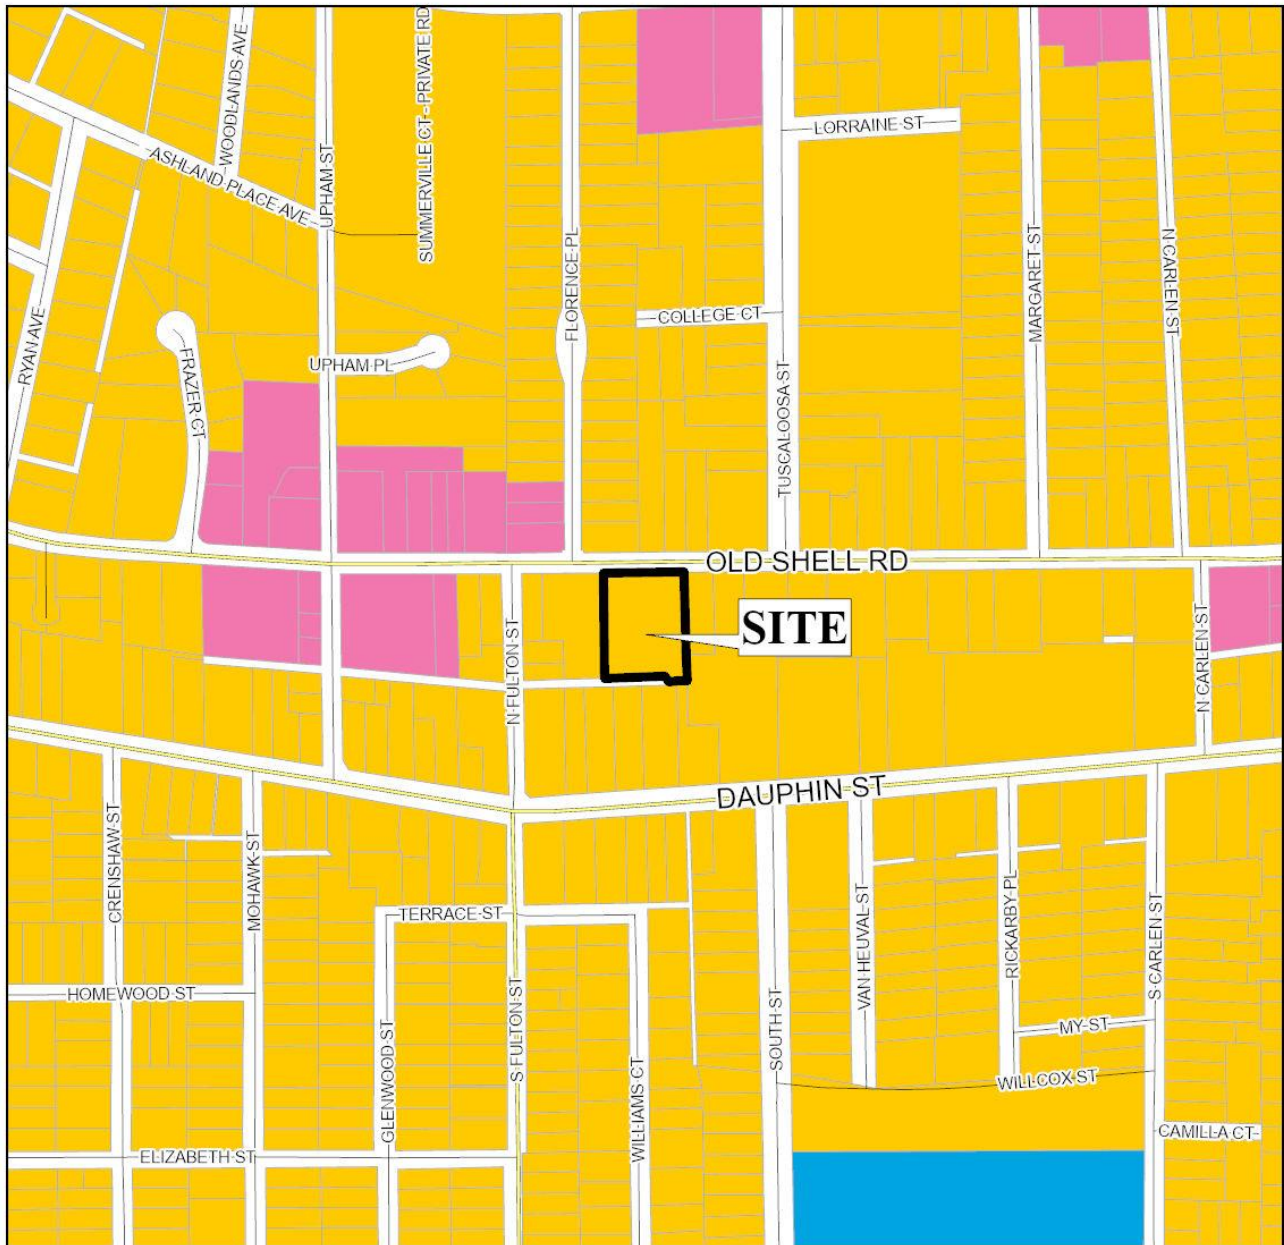 WOODLANDS AVE
SUMMERVILLE CT - PRIVATE RD
LORRAINE ST
ASHLAND PLACE AVE
UPHAM ST
FLORENCE PL
MARGARET ST
N CARLEN ST
RYAN AVE
COLLEGE CT
UPHAM PL
FRAZER CT
TUSCALOOSA ST
OLD SHELL RD
SITE
N FULTON ST
N CARLEN ST
DAUPHIN ST
CRENSHAW ST
MOHAWK ST
TERRACE ST
VAN HEUVAL ST
RICKARBY PL
S CARLEN ST
HOMEWOOD ST
S FULTON ST
SOUTH ST
MY ST
GLENWOOD ST
WILLIAMS CT
WILLCOX ST
CAMILLA CT
ELIZABETH ST